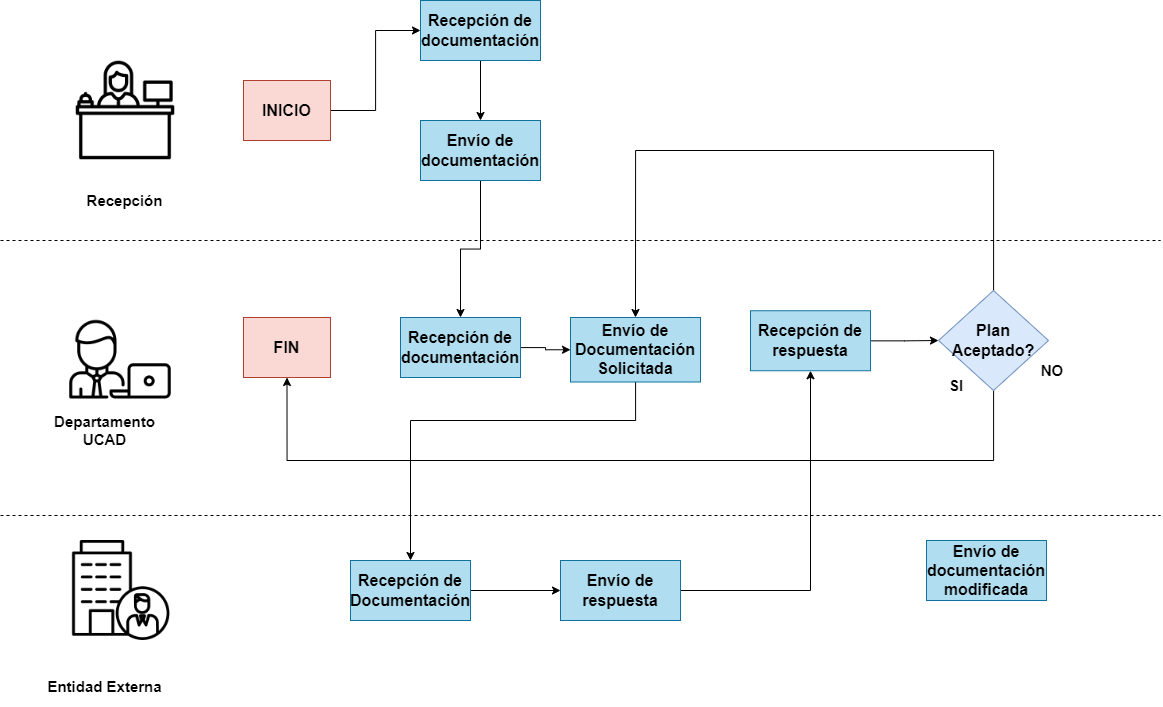 Recepción de
documentación
INICIO
Envío de
documentación
Recepción
FIN
Recepción de
documentación
Envío de
Documentación
Solicitada
Recepción de
respuesta
Plan
Aceptado?
SI
NO
Departamento
UCAD
Recepción de
Documentación
Envío de
respuesta
Envío de
documentación
modificada
Entidad Externa